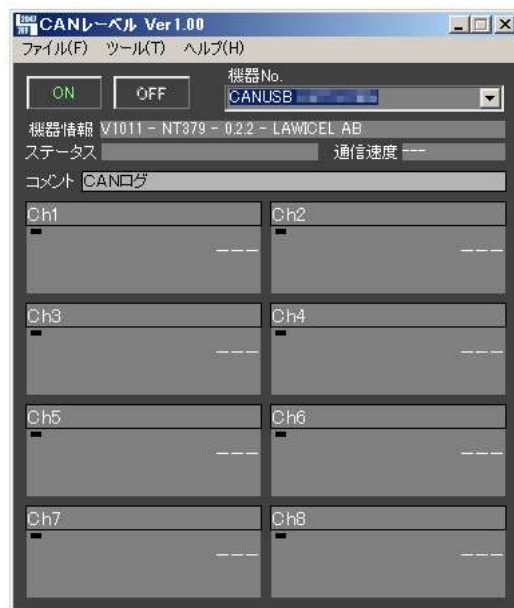 CANレーベル Ver1.00
ファイル(F) ツール(T) ヘルプ(H)
機器No.
ON OFF CANUSB
機器情報 V1011 - NT379 - 0.2.2 - LAWICEL AB
ステータス 通信速度 ---
コメント CANログ
Ch1 Ch2
--- ---
Ch3 Ch4
--- ---
Ch5 Ch6
--- ---
Ch7 Ch8
--- ---